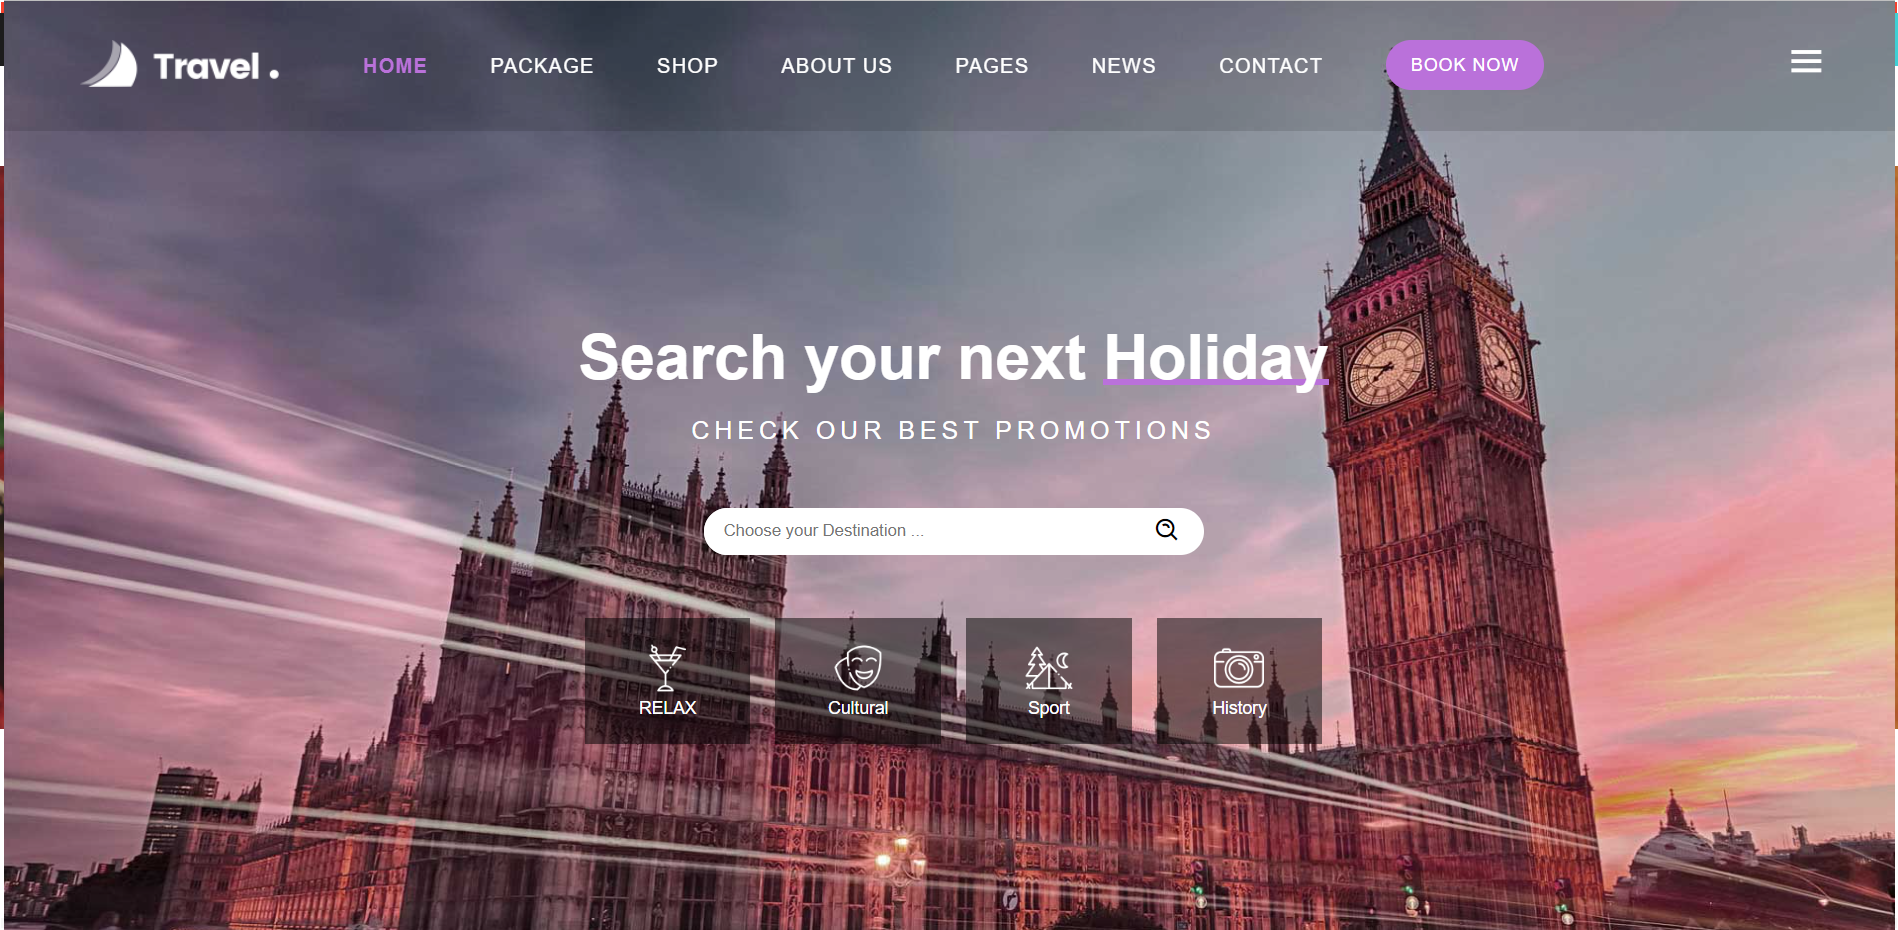 Travel .
HOME
PACKAGE
SHOP
ABOUT US
PAGES
NEWS
CONTACT
BOOK NOW
Search your next Holiday
CHECK OUR BEST PROMOTIONS
Choose your Destination ...
RELAX
Cultural
Sport
History